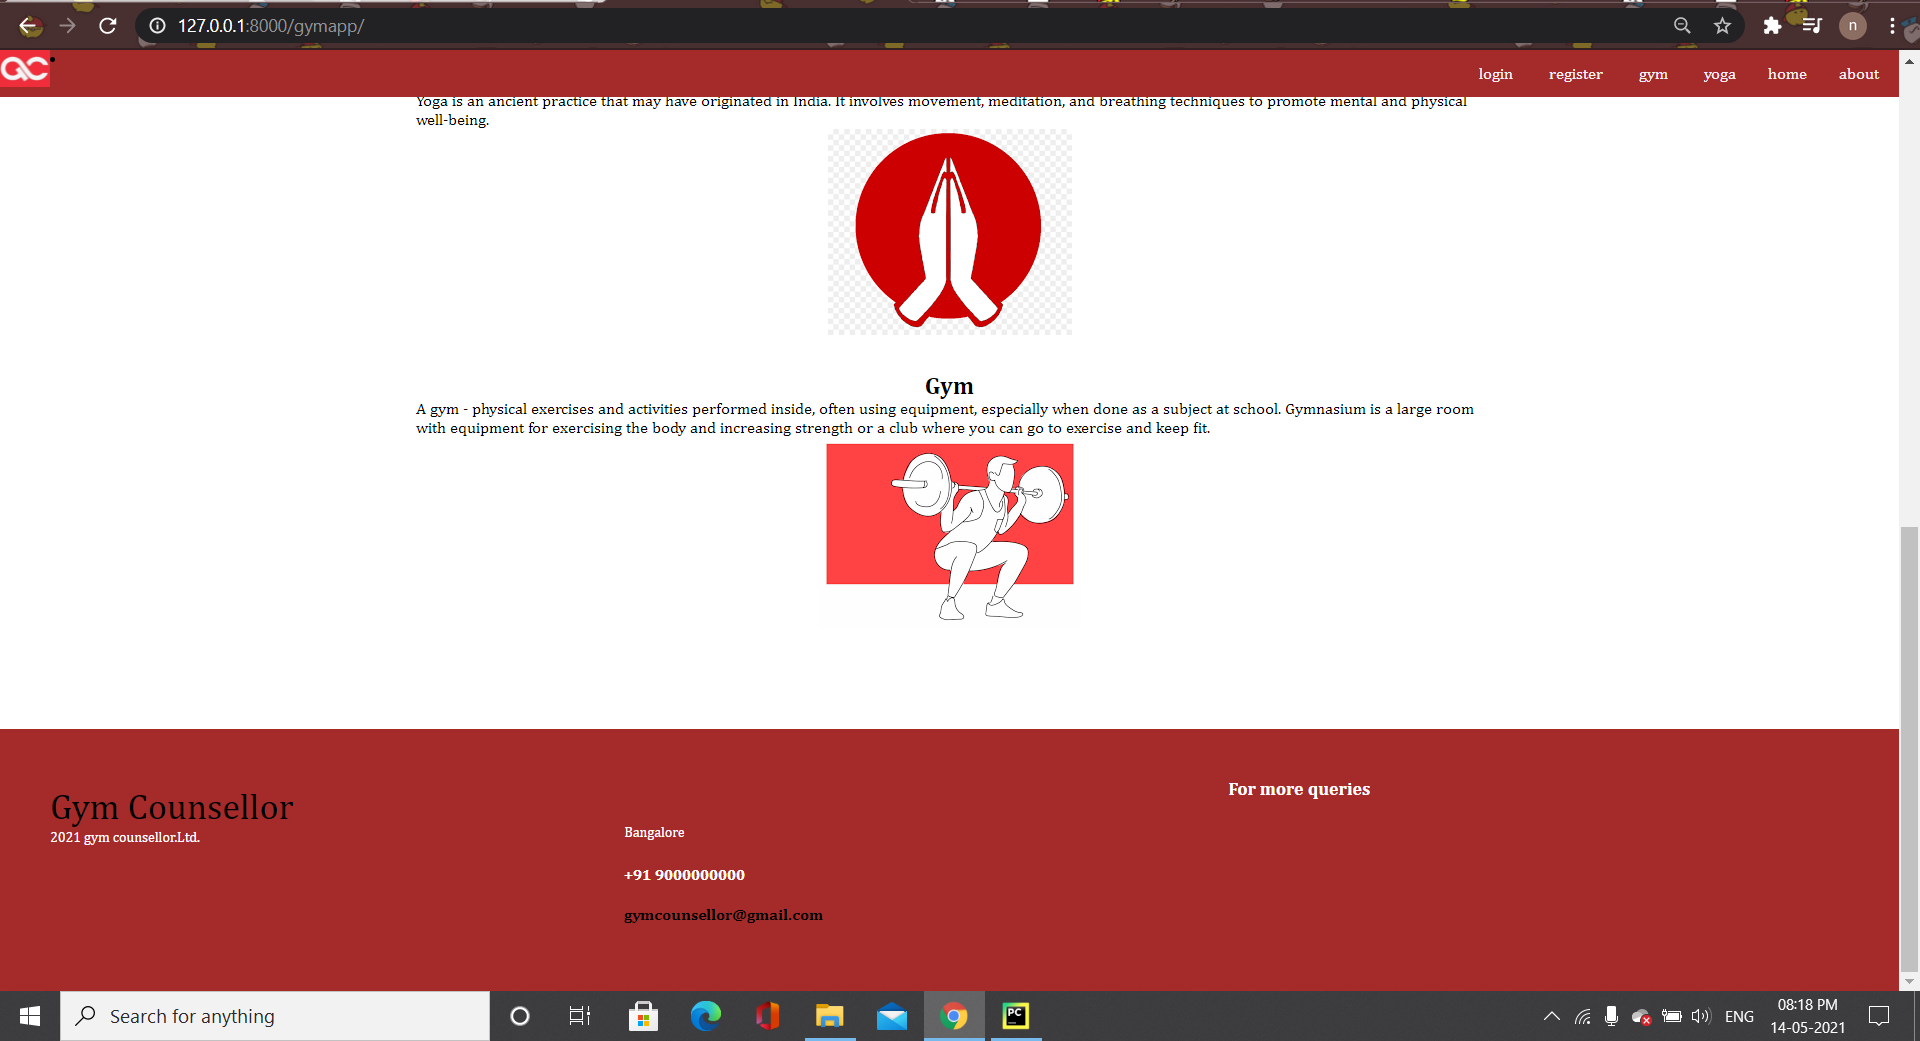 127.0.0.1:8000/gymapp/
n
GC
login register gym yoga home about
Yoga is an ancient practice that may have originated in India. It involves movement, meditation, and breathing techniques to promote mental and physical
well-being.
Gym
A gym - physical exercises and activities performed inside, often using equipment, especially when done as a subject at school. Gymnasium is a large room
with equipment for exercising the body and increasing strength or a club where you can go to exercise and keep fit.
Gym Counsellor
2021 gym counsellor.Ltd.
Bangalore
+91 9000000000
gymcounsellor@gmail.com
For more queries
Search for anything
PC
ENG
08:18 PM
14-05-2021